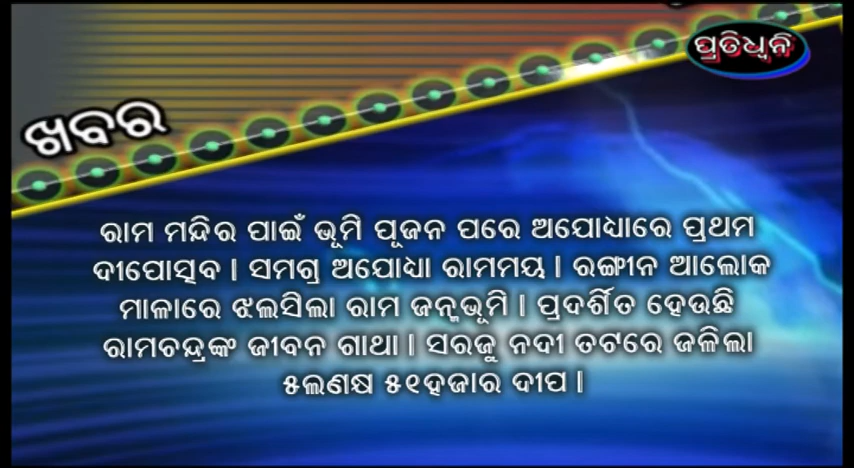 ପ୍ରତିଧ୍ୱନି
ଖବର
ରାମ ମନ୍ଦିର ପାଇଁ ଭୂମି ପୂଜନ ପରେ ଅଯୋଧ୍ୟାରେ ପ୍ରଥମ
ଦୀପୋତ୍ସବ । ସମଗ୍ର ଅଯୋଧ୍ୟା ରାମମୟ । ରଙ୍ଗୀନ ଆଲୋକ
ମାଳାରେ ଝଲସିଲା ରାମ ଜନ୍ମଭୂମି । ପ୍ରଦର୍ଶିତ ହେଉଛି
ରାମଚନ୍ଦ୍ରଙ୍କ ଜୀବନ ଗାଥା । ସରଜୁ ନଦୀ ତଟରେ ଜଳିଲା
୫ଲଣକ୍ଷ ୫୧ହଜାର ଦୀପ ।